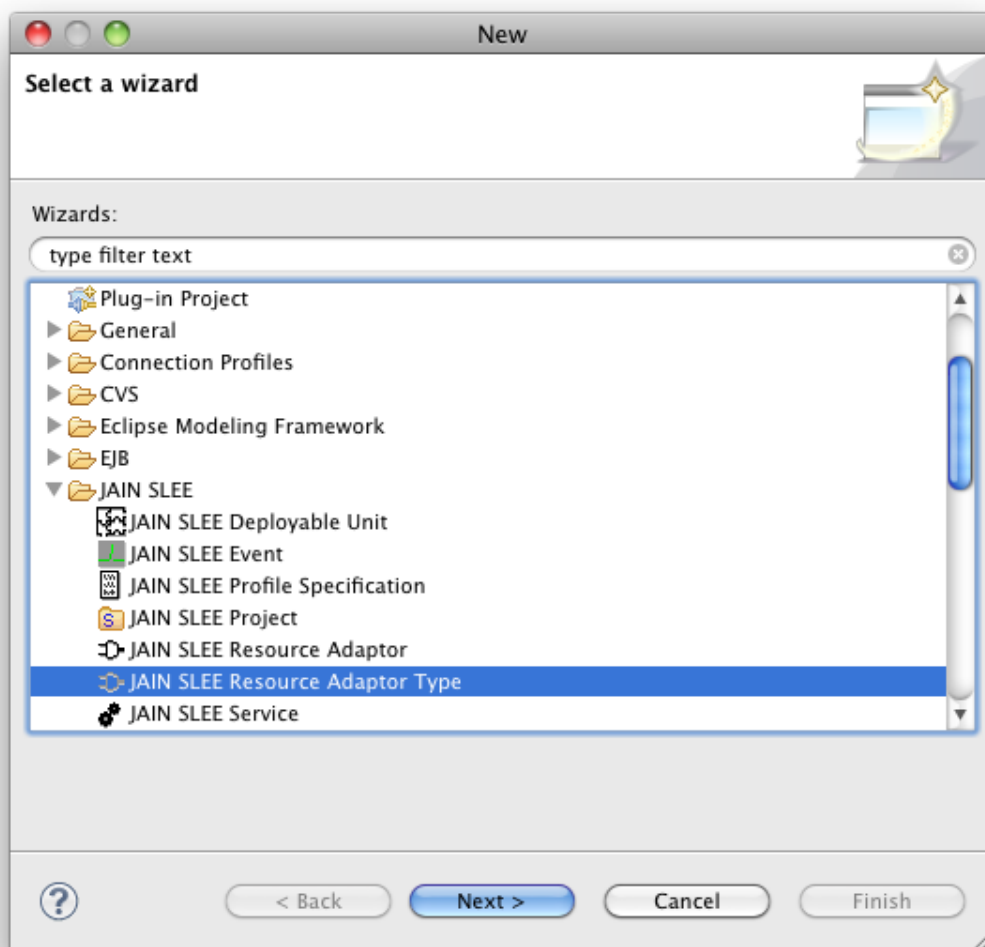 New
Select a wizard
Wizards:
type filter text
Plug-in Project
General
Connection Profiles
CVS
Eclipse Modeling Framework
EJB
JAIN SLEE
JAIN SLEE Deployable Unit
JAIN SLEE Event
JAIN SLEE Profile Specification
S JAIN SLEE Project
JAIN SLEE Resource Adaptor
JAIN SLEE Resource Adaptor Type
JAIN SLEE Service
? < Back Next > Cancel Finish